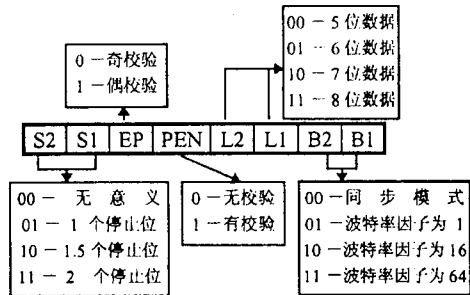 0－奇校验
1－偶校验
00－5 位数据
01－6 位数据
10－7 位数据
11－8 位数据
S2 S1 EP PEN L2 L1 B2 B1
00－ 无 意 义
01－1 个停止位
10－1.5 个停止位
11－2 个停止位
0－无校验
1－有校验
00－同 步 模 式
01－波特率因子为 1
10－波特率因子为 16
11－波特率因子为 64